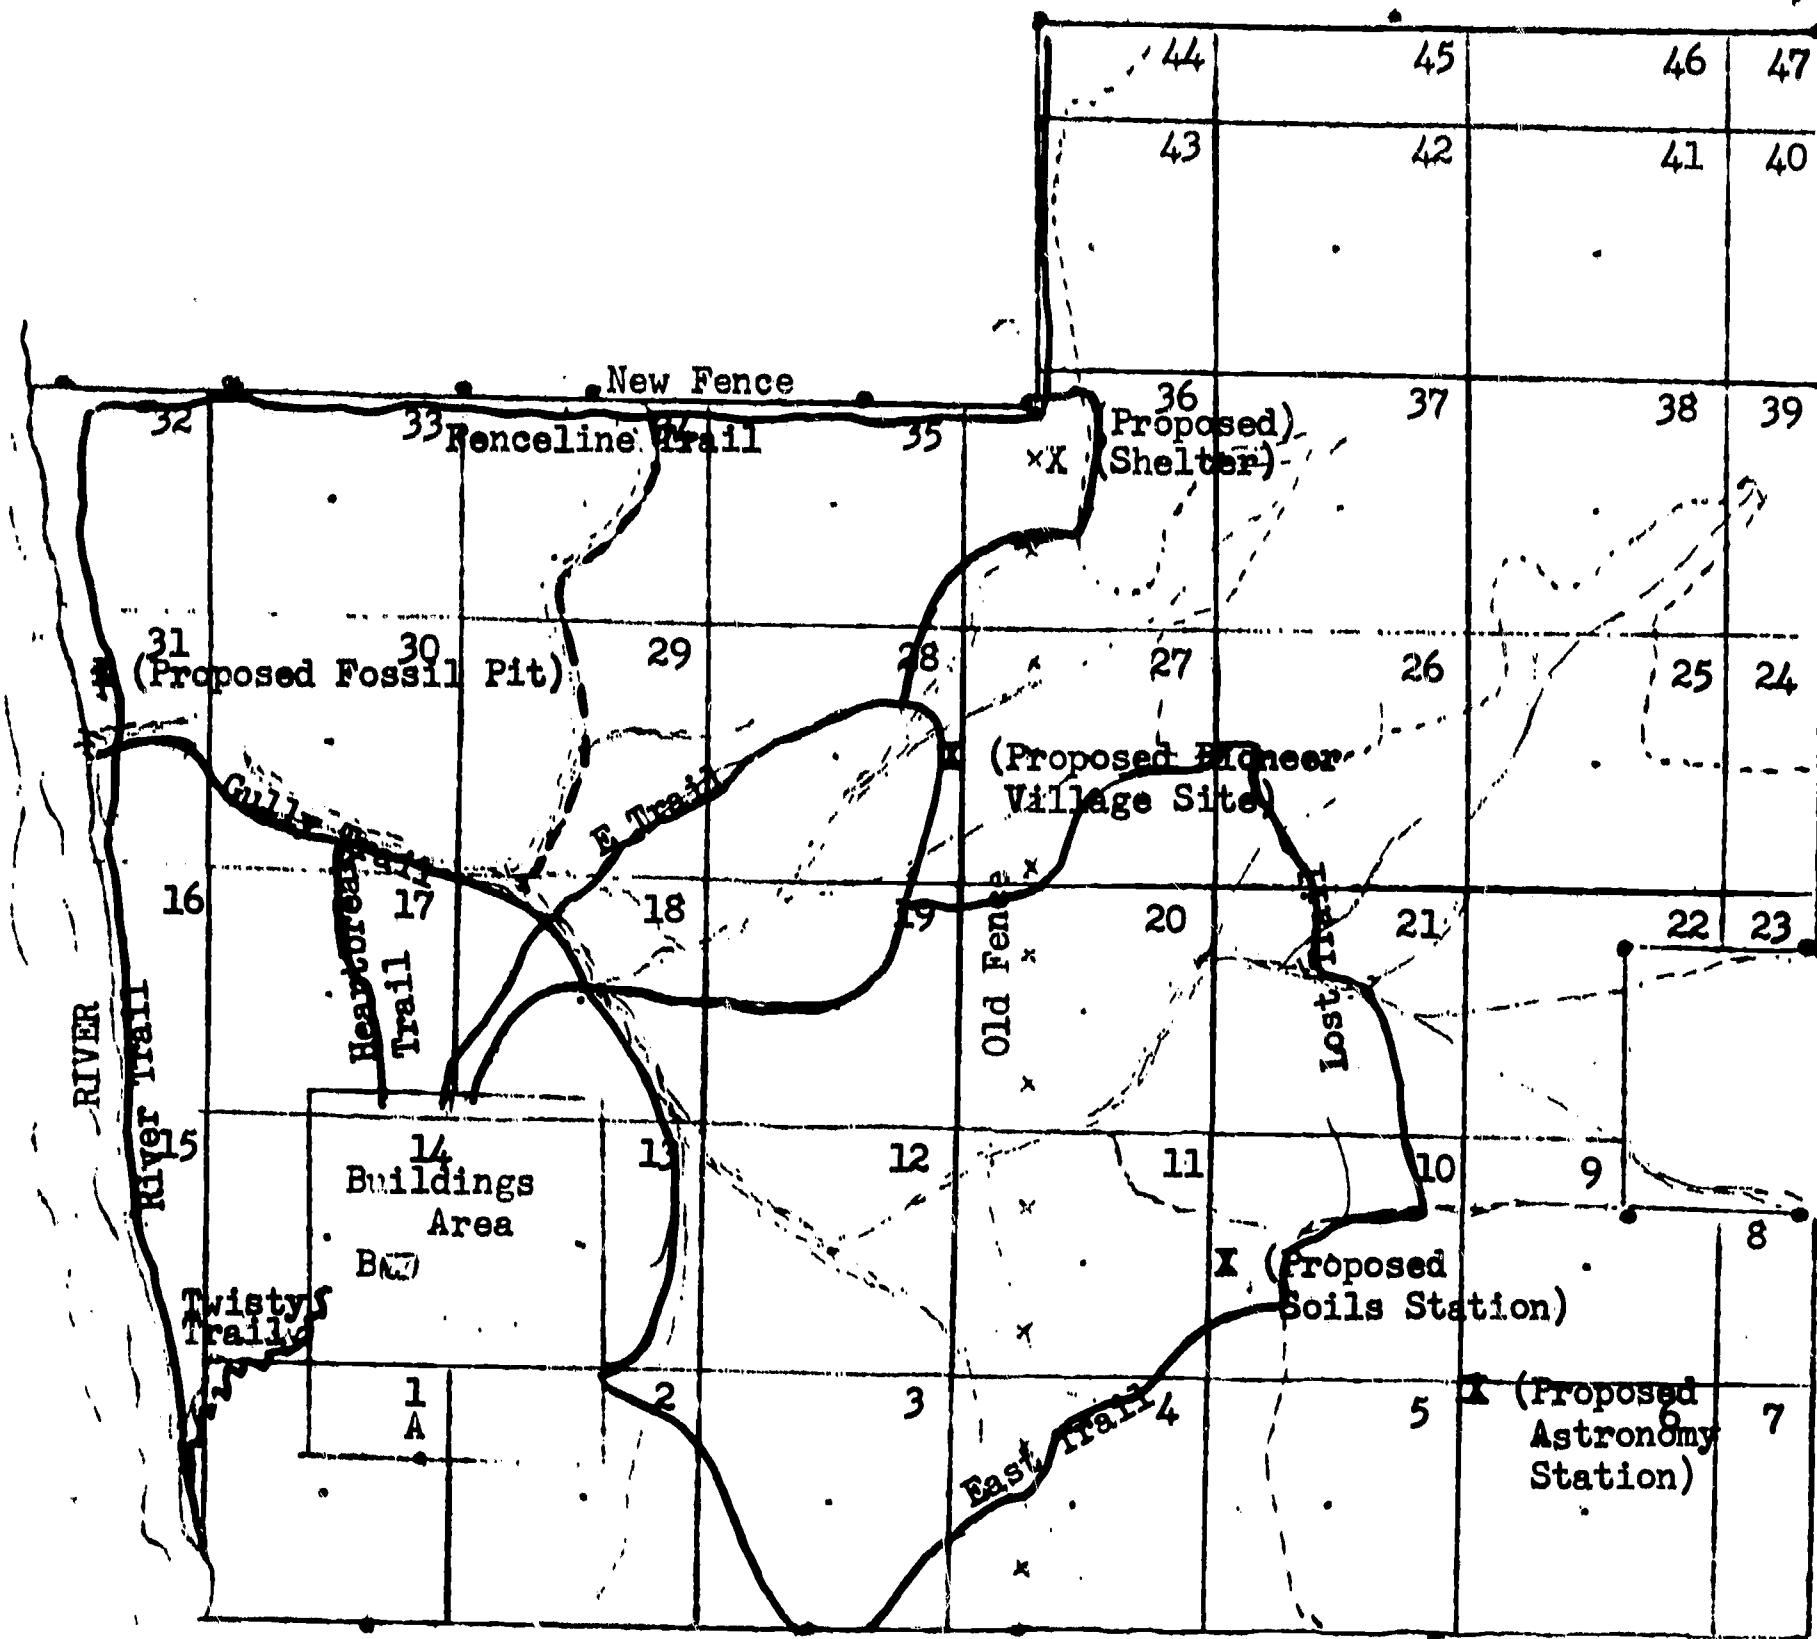 44 45 46 47
43 42 41 40
New Fence
36 37 38 39
32 33 35
Fenceline Trail
(Proposed)
X (Shelter)
31 30 29 28 27 26 25 24
(Proposed Fossil Pit)
X (Proposed Pioneer
Village Site)
Gully Trail
E Trail
16 17 18 19 20 21 22 23
Old Fence
Lost Trail
Heartbreak
Trail
RIVER
River Trail
15 14 13 12 11 10 9
Buildings
Area
8
X (Proposed
Soils Station)
Twisty
Trail
1 2 3 4 5 6 7
A
East Trail
X (Proposed
Astronomy
Station)